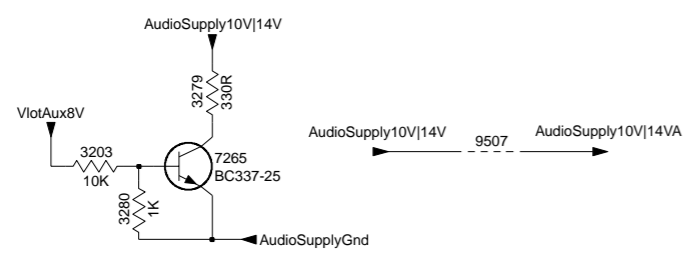 AudioSupply10V|14V
3279
330R
VlotAux8V
3203
10K
7265
BC337-25
3280
1K
AudioSupplyGnd
AudioSupply10V|14V
9507
AudioSupply10V|14VA